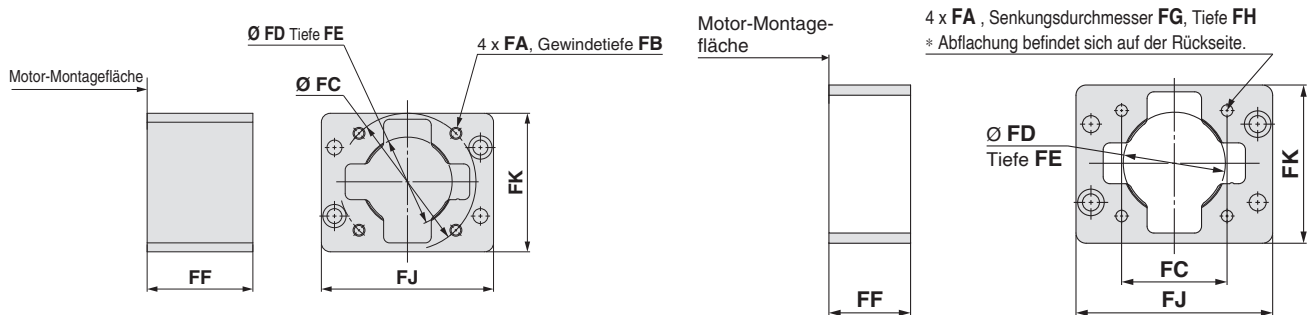 Ø FD Tiefe FE
4 x FA, Gewindetiefe FB
Motor-Montagefläche
Ø FC
FK
FF
FJ
Motor-Montage-
fläche
4 x FA , Senkungsdurchmesser FG, Tiefe FH
* Abflachung befindet sich auf der Rückseite.
Ø FD
Tiefe FE
FK
FC
FF
FJ